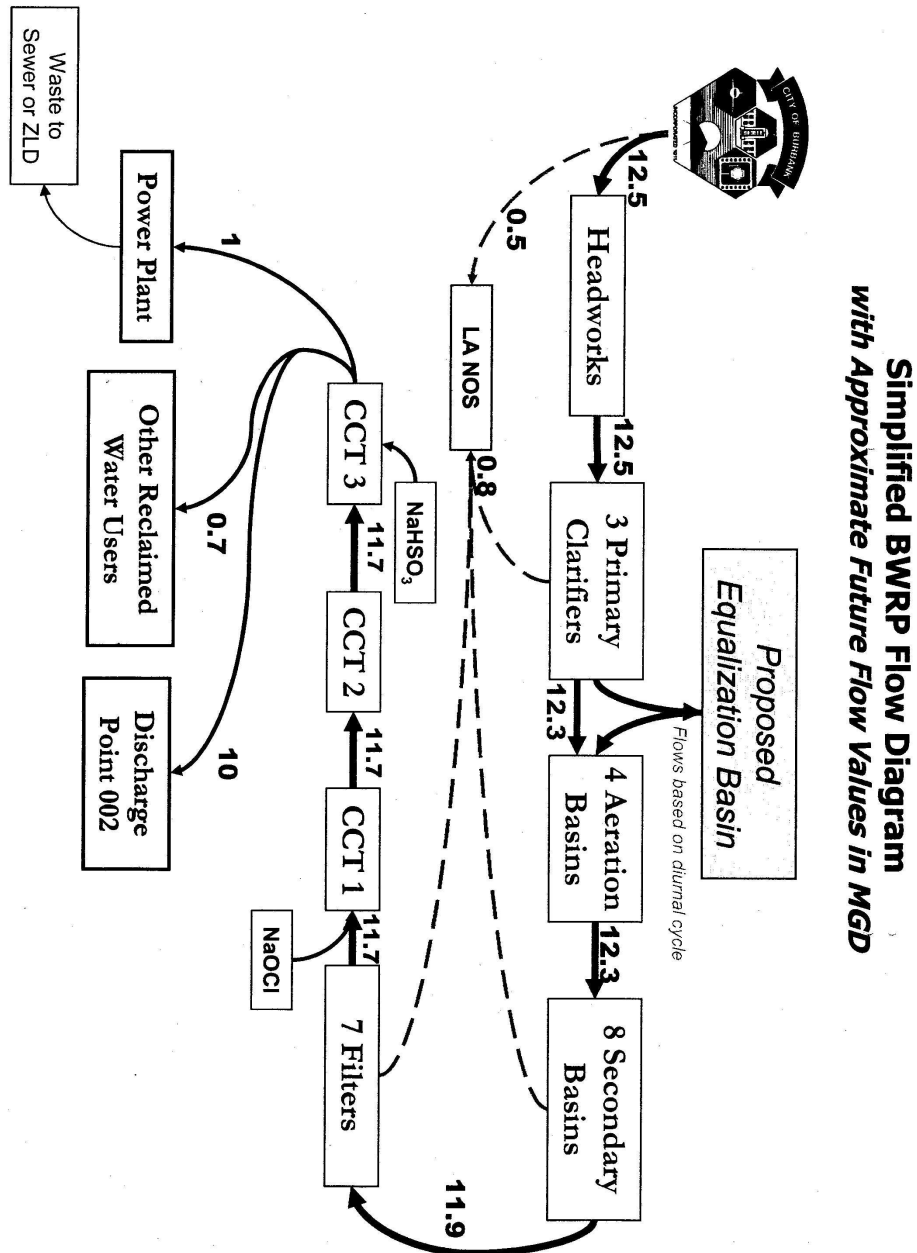 Simplified BWRP Flow Diagram
with Approximate Future Flow Values in MGD
CITY OF BURBANK
12.5
Headworks
12.5
3 Primary
Clarifiers
12.3
4 Aeration
Basins
12.3
8 Secondary
Basins
Proposed
Equalization Basin
Flows based on diurnal cycle
0.5
LA NOS
0.8
11.9
7 Filters
NaOCl
11.7
CCT 1
11.7
CCT 2
11.7
CCT 3
NaHSO₃
1
Power Plant
Waste to
Sewer or ZLD
0.7
Other Reclaimed
Water Users
10
Discharge
Point 002